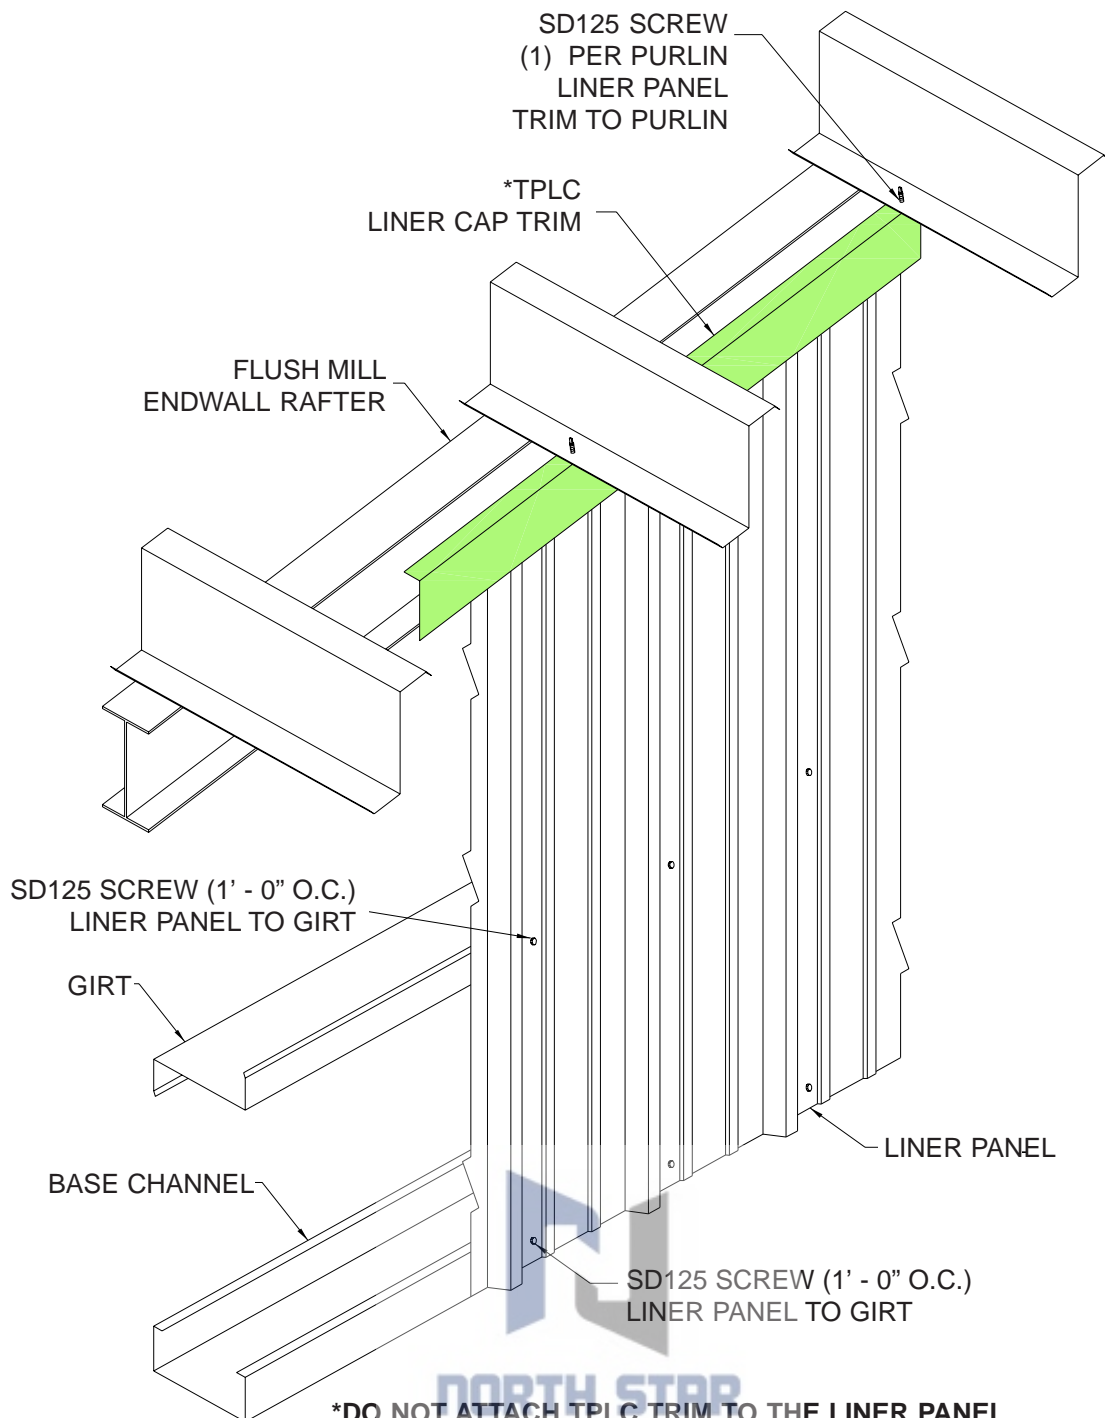 SD125 SCREW
(1) PER PURLIN
LINER PANEL
TRIM TO PURLIN
*TPLC
LINER CAP TRIM
FLUSH MILL
ENDWALL RAFTER
SD125 SCREW (1' - 0” O.C.)
LINER PANEL TO GIRT
GIRT
BASE CHANNEL
LINER PANEL
SD125 SCREW (1' - 0” O.C.)
LINER PANEL TO GIRT
NORTH STAR
*DO NOT ATTACH TPLC TRIM TO THE LINER PANEL